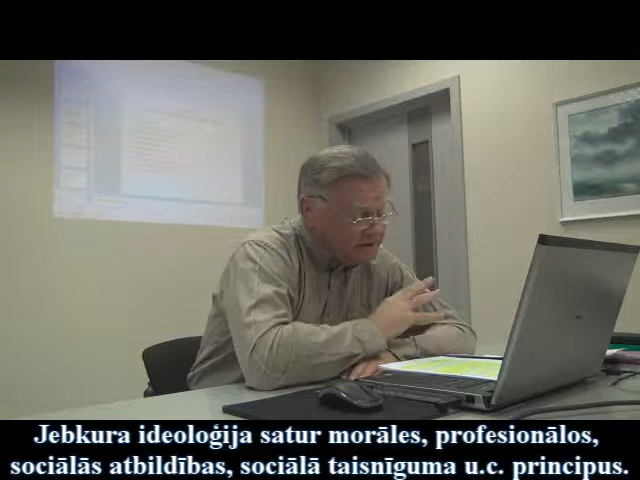 Jebkura ideoloģija satur morāles, profesionālos,
sociālās atbildības, sociālā taisnīguma u.c. principus.